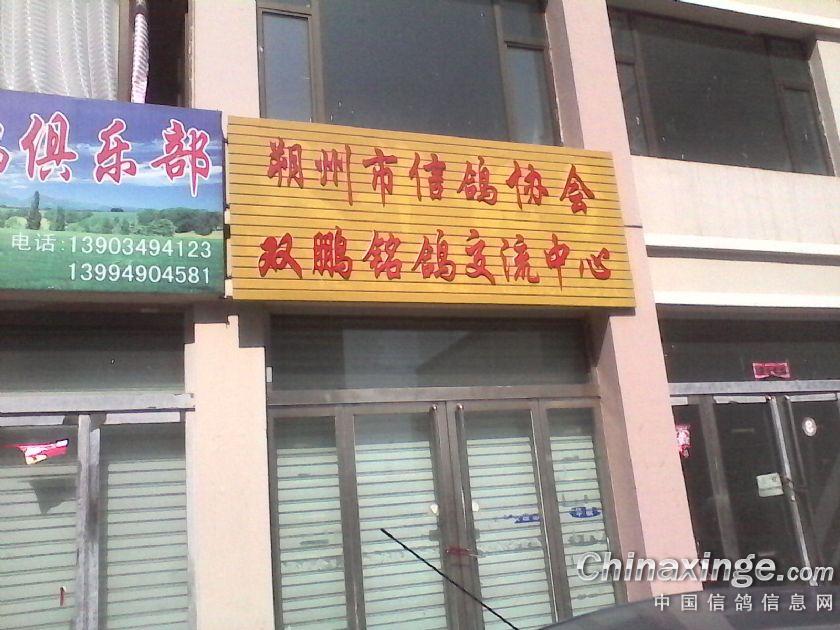 俱乐部
电话:13903494123
13994904581
朔州市信鸽协会
双鹏铭鸽交流中心
Chinaxinge.com
中国信鸽信息网